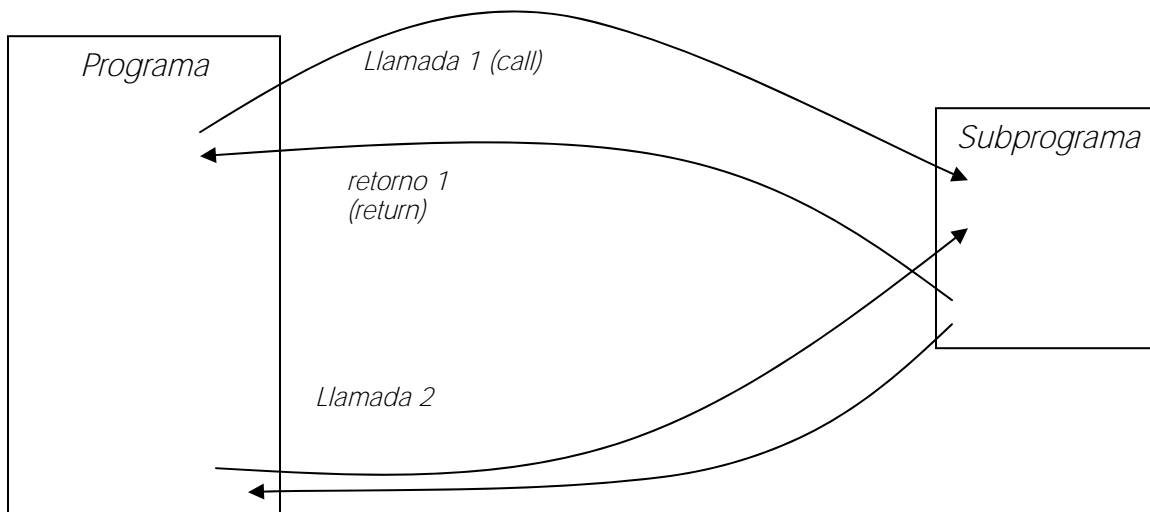 Programa
Llamada 1 (call)
Subprograma
retorno 1
(return)
Llamada 2